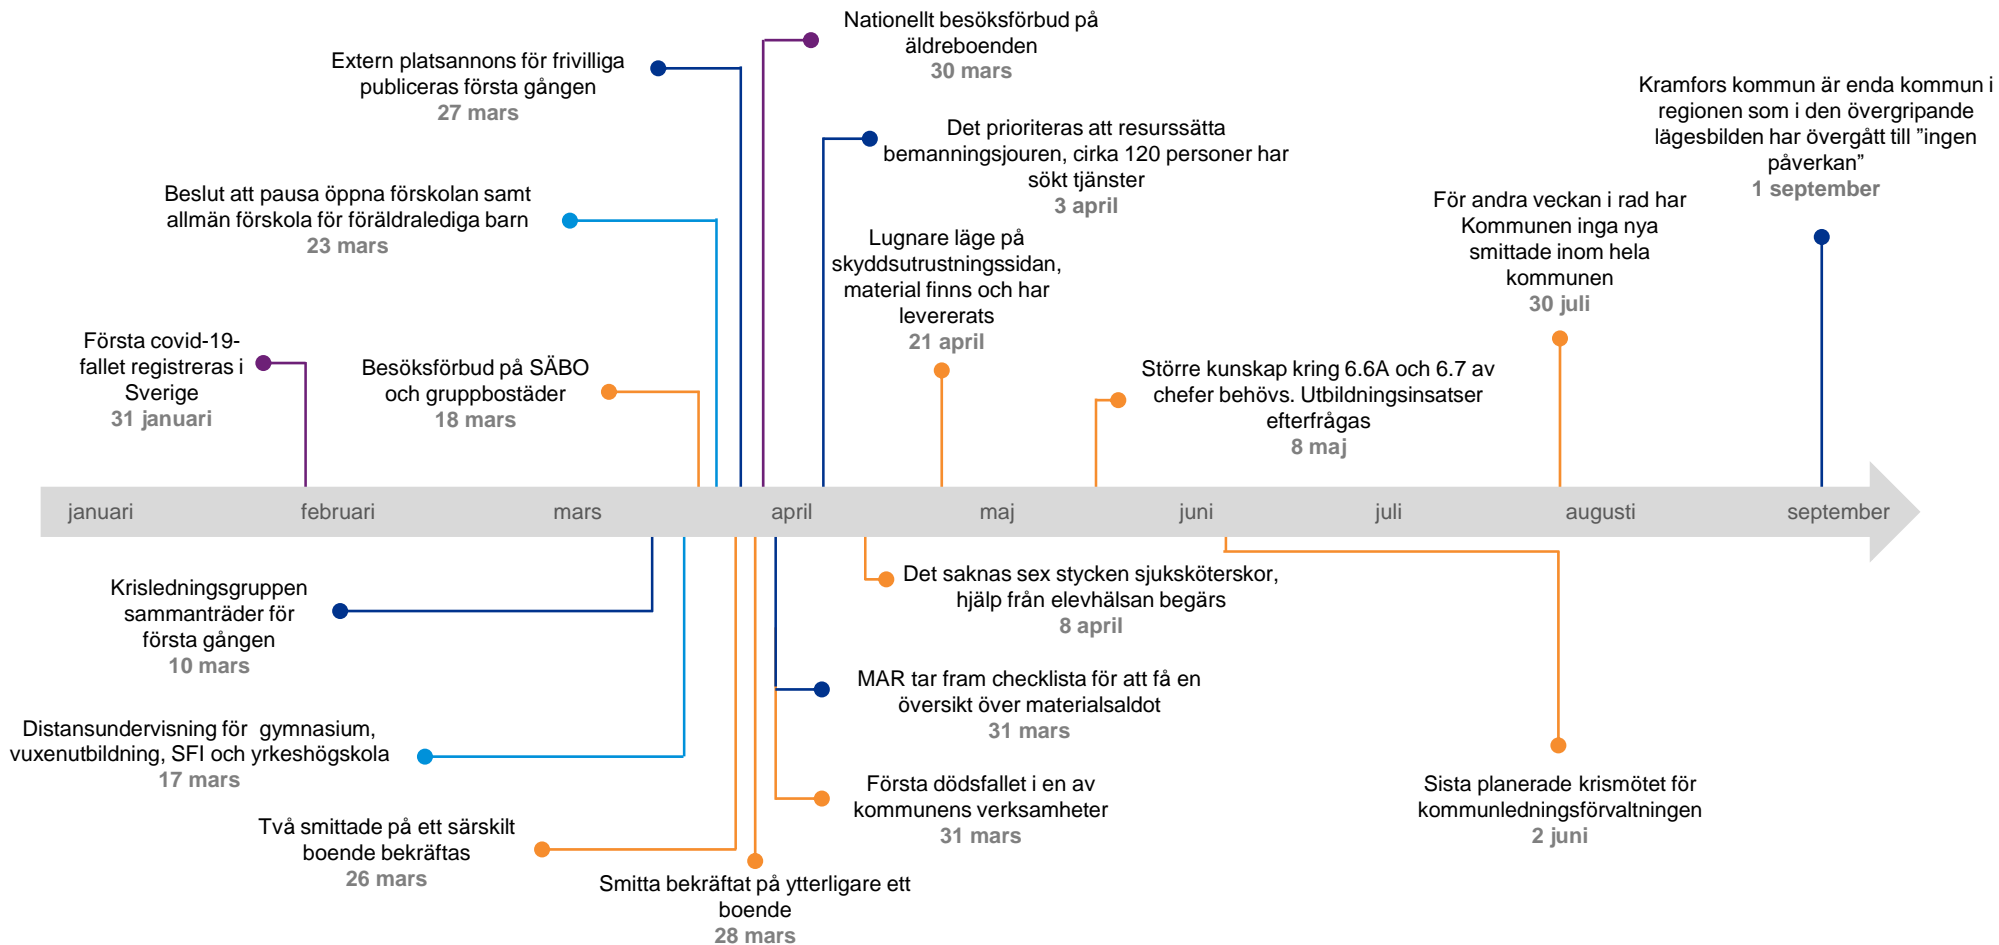 Nationellt besöksförbud på
äldreboenden
30 mars
Extern platsannons för frivilliga
publiceras första gången
27 mars
Kramfors kommun är enda kommun i
regionen som i den övergripande
lägesbilden har övergått till ”ingen
påverkan”
1 september
Det prioriteras att resurssätta
bemanningsjouren, cirka 120 personer har
sökt tjänster
3 april
Beslut att pausa öppna förskolan samt
allmän förskola för föräldralediga barn
23 mars
För andra veckan i rad har
Kommunen inga nya
smittade inom hela
kommunen
30 juli
Lugnare läge på
skyddsutrustningssidan,
material finns och har
levererats
21 april
Första covid-19-
fallet registreras i
Sverige
31 januari
Besöksförbud på SÄBO
och gruppbostäder
18 mars
Större kunskap kring 6.6A och 6.7 av
chefer behövs. Utbildningsinsatser
efterfrågas
8 maj
januari februari mars april maj juni juli augusti september
Krisledningsgruppen
sammanträder för
första gången
10 mars
Det saknas sex stycken sjuksköterskor,
hjälp från elevhälsan begärs
8 april
MAR tar fram checklista för att få en
översikt över materialsaldot
31 mars
Distansundervisning för  gymnasium,
vuxenutbildning, SFI och yrkeshögskola
17 mars
Första dödsfallet i en av
kommunens verksamheter
31 mars
Sista planerade krismötet för
kommunledningsförvaltningen
2 juni
Två smittade på ett särskilt
boende bekräftas
26 mars
Smitta bekräftat på ytterligare ett
boende
28 mars